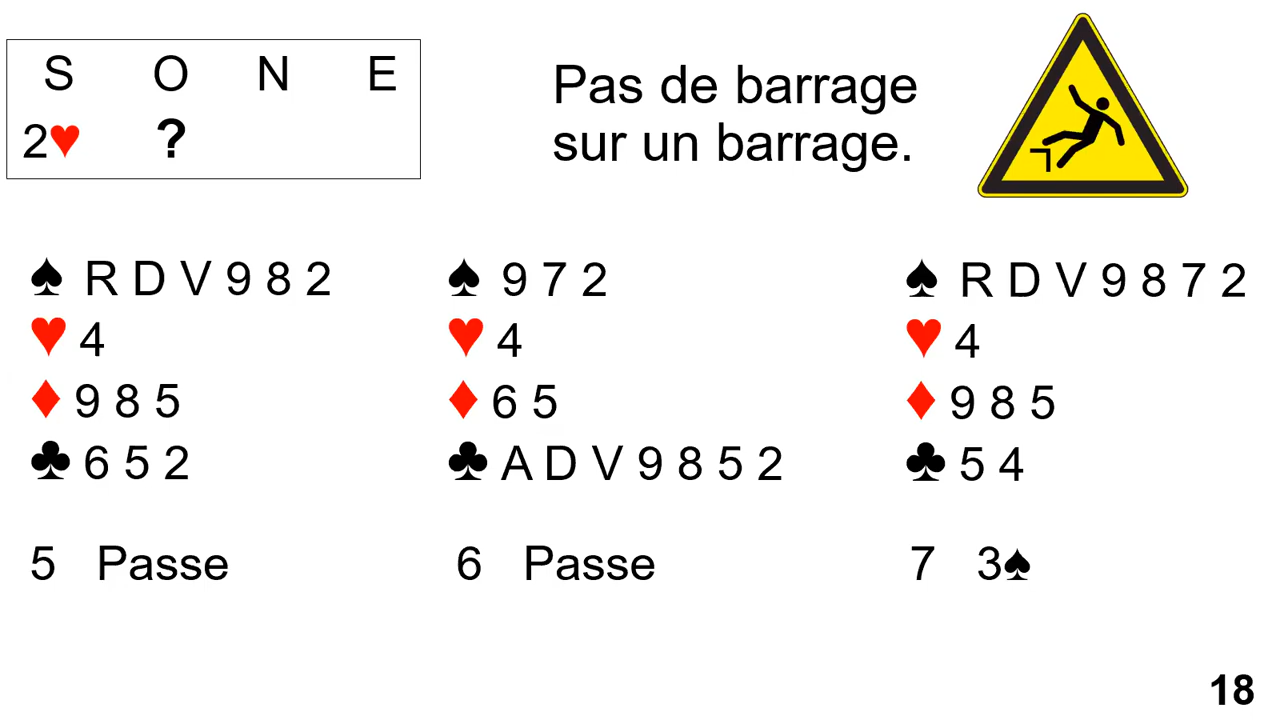 S O N E
2♥ ?
Pas de barrage
sur un barrage.
♠ R D V 9 8 2
♥ 4
♦ 9 8 5
♣ 6 5 2
5 Passe
♠ 9 7 2
♥ 4
♦ 6 5
♣ A D V 9 8 5 2
6 Passe
♠ R D V 9 8 7 2
♥ 4
♦ 9 8 5
♣ 5 4
7 3♠
18